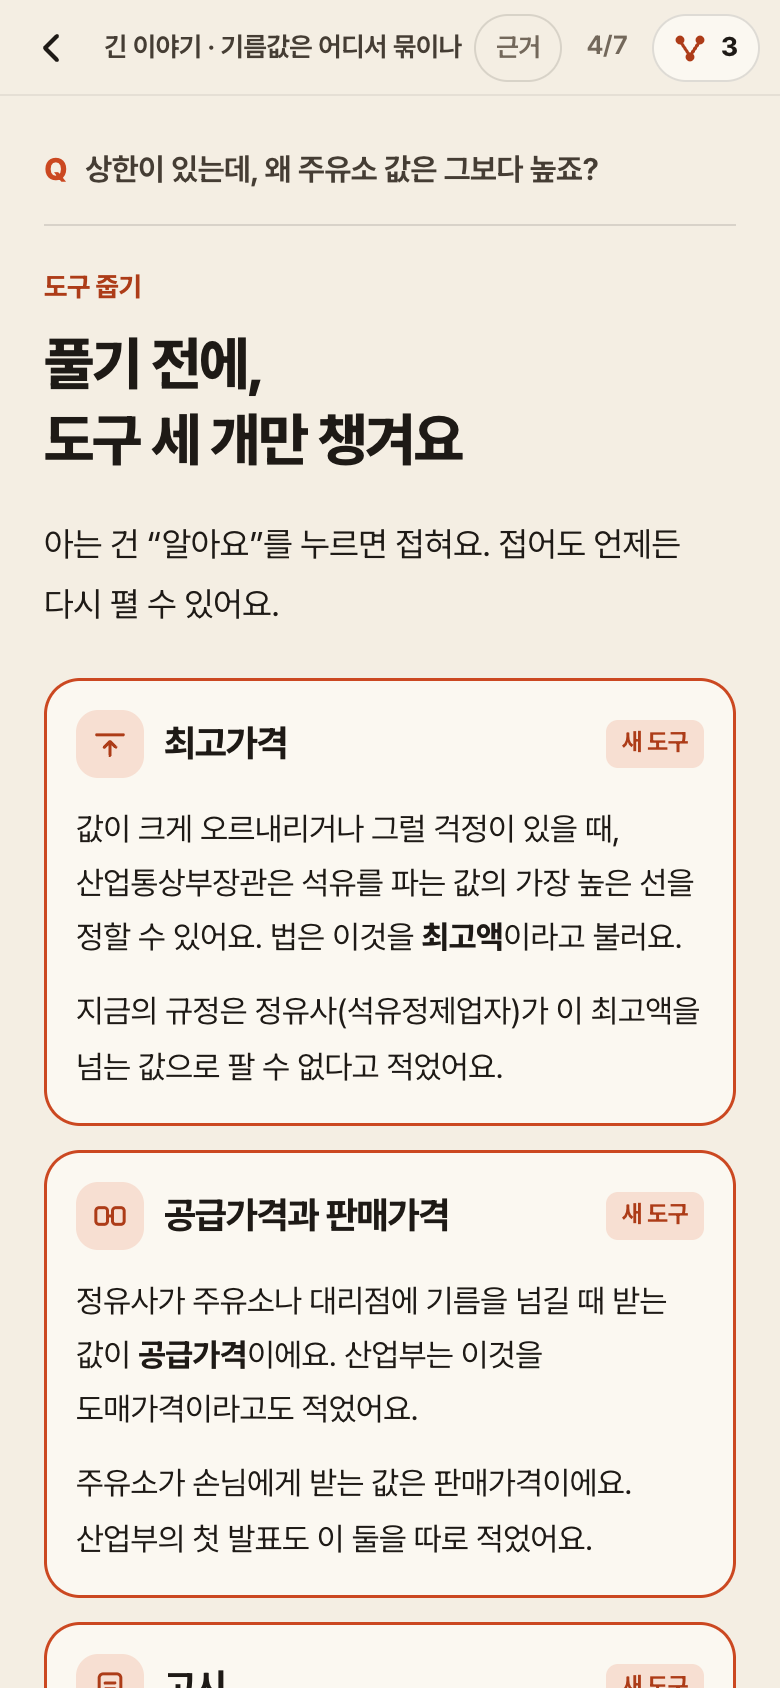 긴 이야기 · 기름값은 어디서 묶이나
근거
4/7
3
Q 상한이 있는데, 왜 주유소 값은 그보다 높죠?
도구 줍기
풀기 전에,
도구 세 개만 챙겨요
아는 건 “알아요”를 누르면 접혀요. 접어도 언제든
다시 펼 수 있어요.
최고가격
새 도구
값이 크게 오르내리거나 그럴 걱정이 있을 때,
산업통상부장관은 석유를 파는 값의 가장 높은 선을
정할 수 있어요. 법은 이것을 최고액이라고 불러요.
지금의 규정은 정유사(석유정제업자)가 이 최고액을
넘는 값으로 팔 수 없다고 적었어요.
공급가격과 판매가격
새 도구
정유사가 주유소나 대리점에 기름을 넘길 때 받는
값이 공급가격이에요. 산업부는 이것을
도매가격이라고도 적었어요.
주유소가 손님에게 받는 값은 판매가격이에요.
산업부의 첫 발표도 이 둘을 따로 적었어요.
고시
새 도구